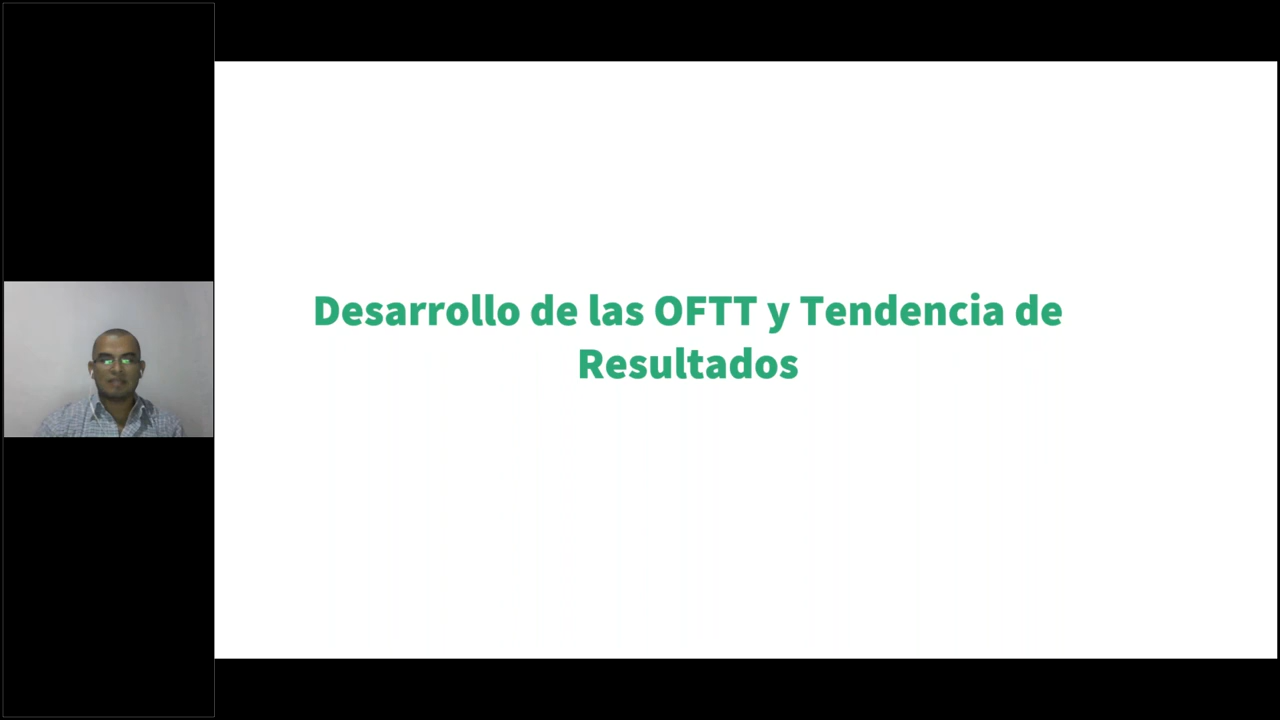 Desarrollo de las OFTT y Tendencia de
Resultados